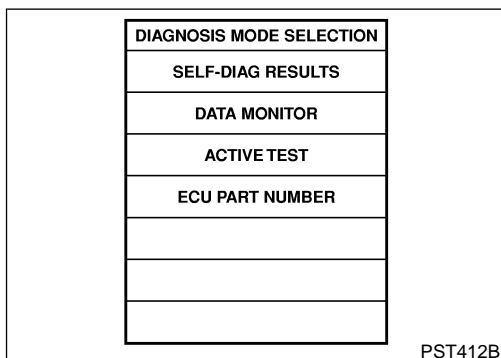 DIAGNOSIS MODE SELECTION
SELF-DIAG RESULTS
DATA MONITOR
ACTIVE TEST
ECU PART NUMBER
PST412B